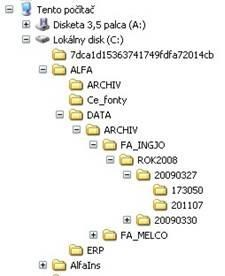 Tento počítač
Disketa 3,5 palca (A:)
Lokálny disk (C:)
7dca1d15363741749fdfa72014cb
ALFA
ARCHIV
Ce_fonty
DATA
ARCHIV
FA_INGJO
ROK2008
20090327
173050
201107
20090330
FA_MELCO
ERP
AlfaIns